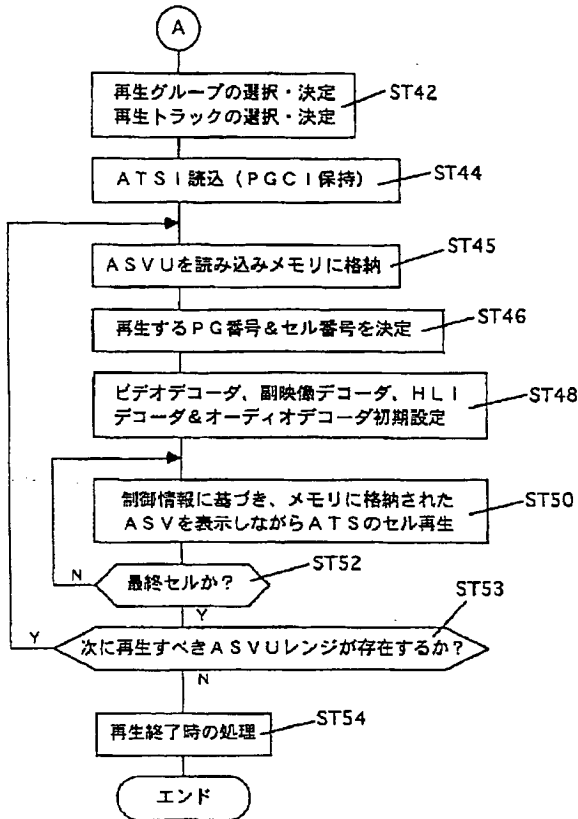 A
再生グループの選択・決定
再生トラックの選択・決定
ST42
ATSI読込(PGCI保持)
ST44
ASVUを読み込みメモリに格納
ST45
再生するPG番号&セル番号を決定
ST46
ビデオデコーダ、副映像デコーダ、HLI
デコーダ&オーディオデコーダ初期設定
ST48
制御情報に基づき、メモリに格納された
ASVを表示しながらATSのセル再生
ST50
最終セルか?
ST52
N
Y
次に再生すべきASVUレンジが存在するか?
ST53
Y
N
再生終了時の処理
ST54
エンド